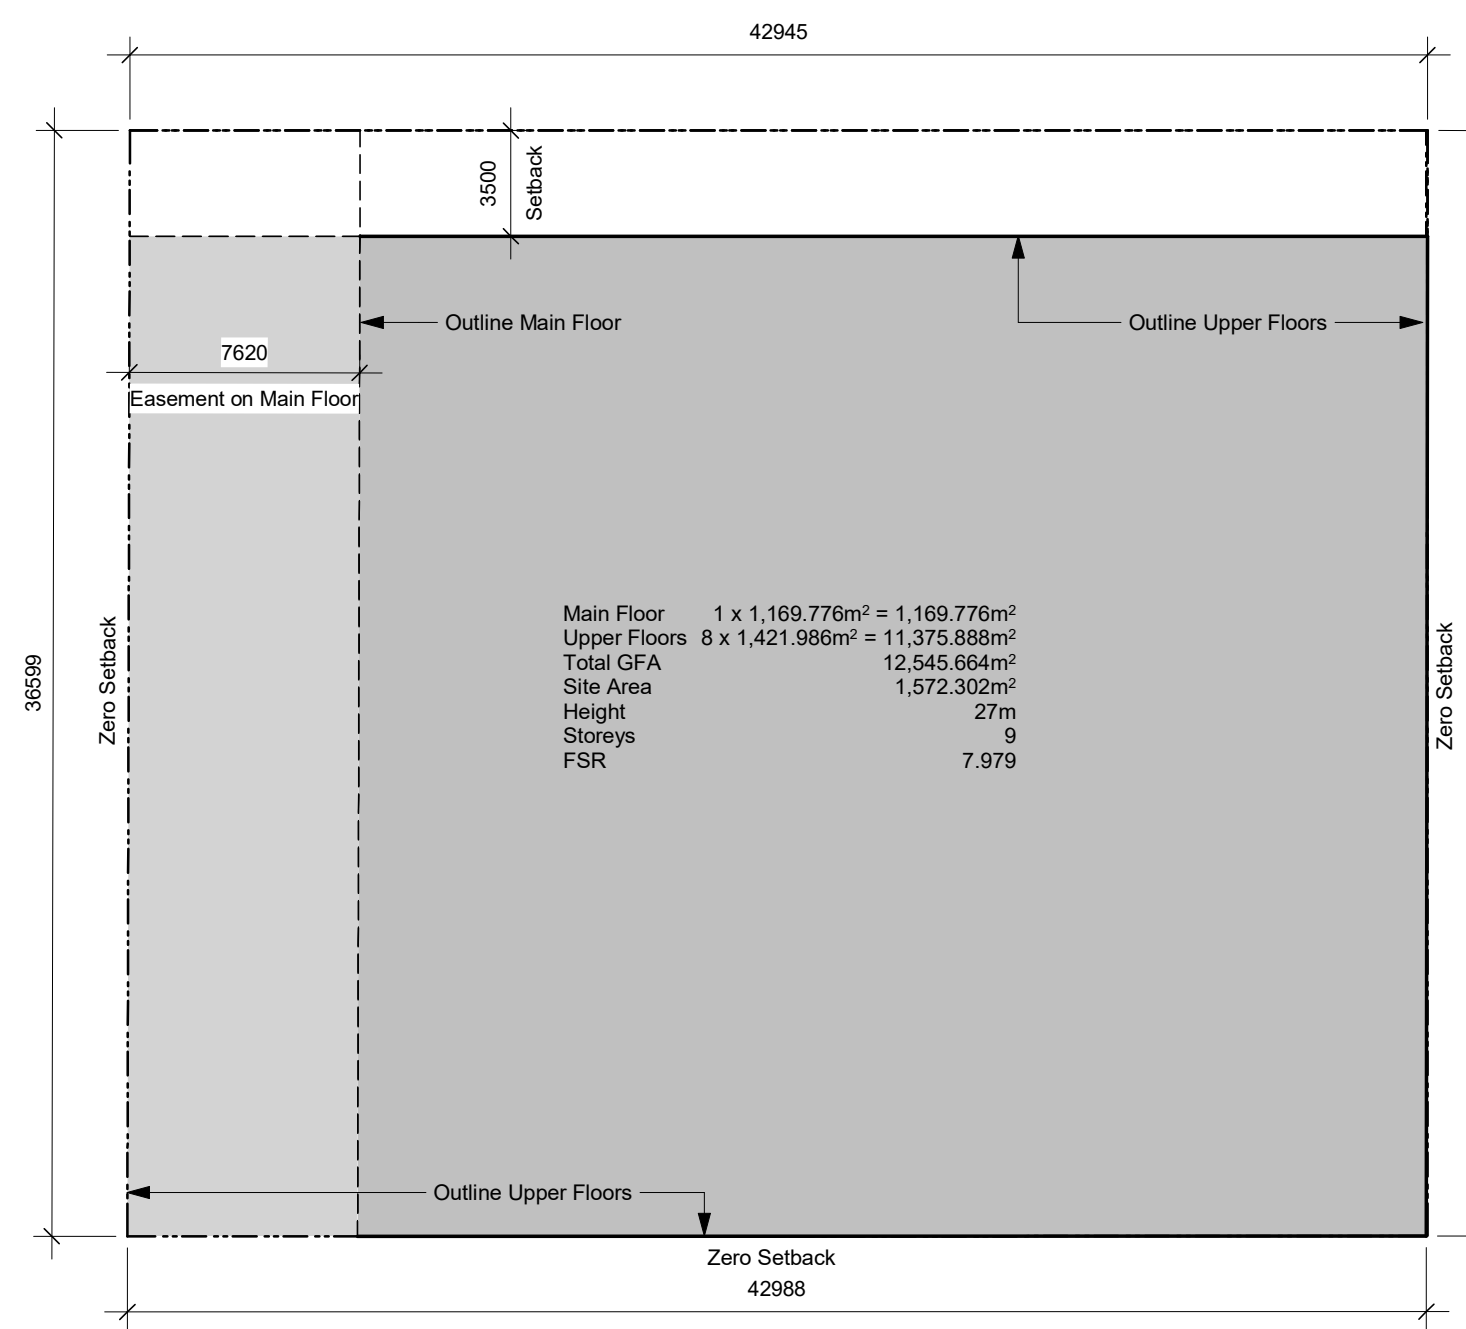 42945
3500
Setback
Outline Main Floor
Outline Upper Floors
7620
Easement on Main Floor
Main Floor 1 x 1,169.776m² = 1,169.776m²
Upper Floors 8 x 1,421.986m² = 11,375.888m²
Total GFA 12,545.664m²
Site Area 1,572.302m²
Height 27m
Storeys 9
FSR 7.979
36599
Zero Setback
Zero Setback
Outline Upper Floors
Zero Setback
42988